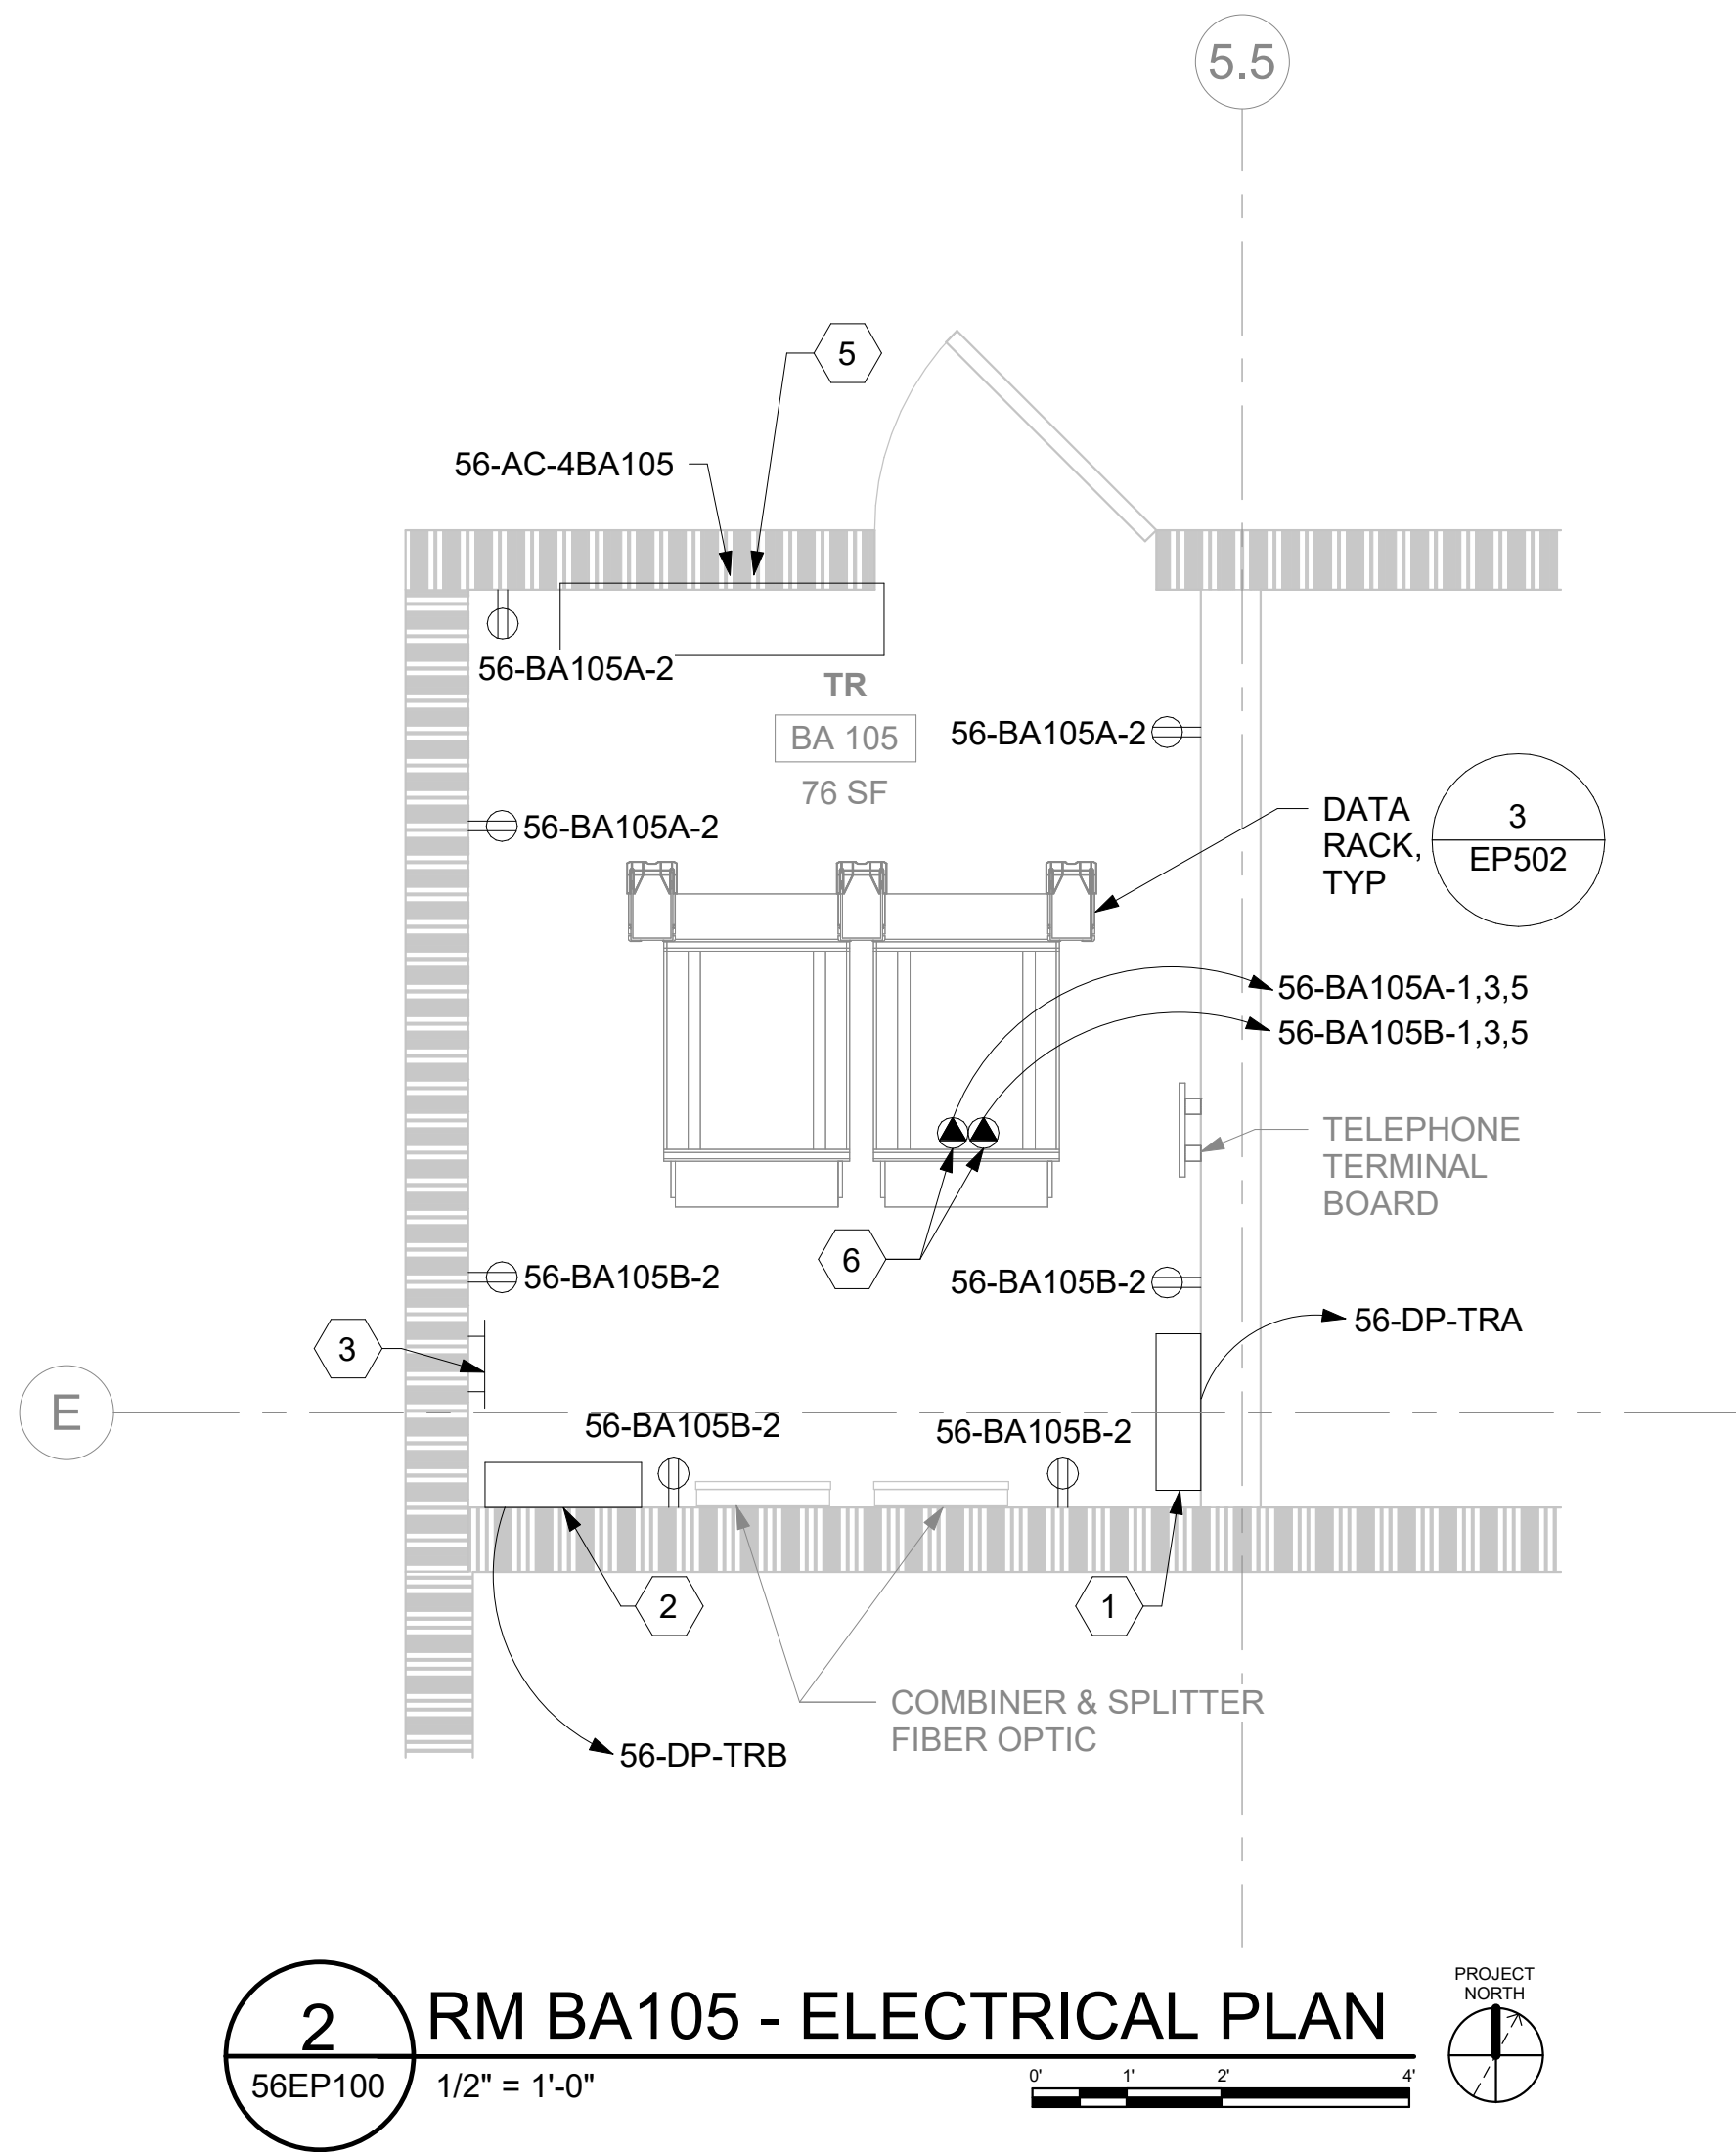 5.5
5
56-AC-4BA105
56-BA105A-2
TR
BA 105
76 SF
56-BA105A-2
56-BA105A-2
DATA
RACK,
TYP
3
EP502
56-BA105A-1,3,5
56-BA105B-1,3,5
TELEPHONE
TERMINAL
BOARD
6
56-BA105B-2
56-BA105B-2
3
56-DP-TRA
E
56-BA105B-2
56-BA105B-2
2
1
COMBINER & SPLITTER
FIBER OPTIC
56-DP-TRB
2
56EP100
RM BA105 - ELECTRICAL PLAN
1/2" = 1'-0"
0' 1' 2' 4'
PROJECT
NORTH